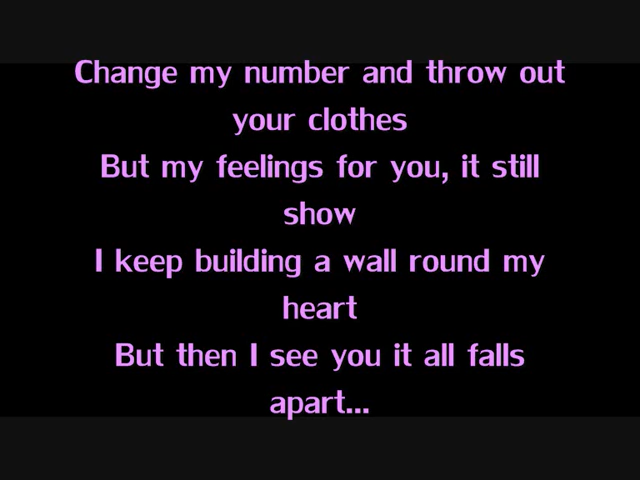 Change my number and throw out
your clothes
But my feelings for you, it still
show
I keep building a wall round my
heart
But then I see you it all falls
apart...